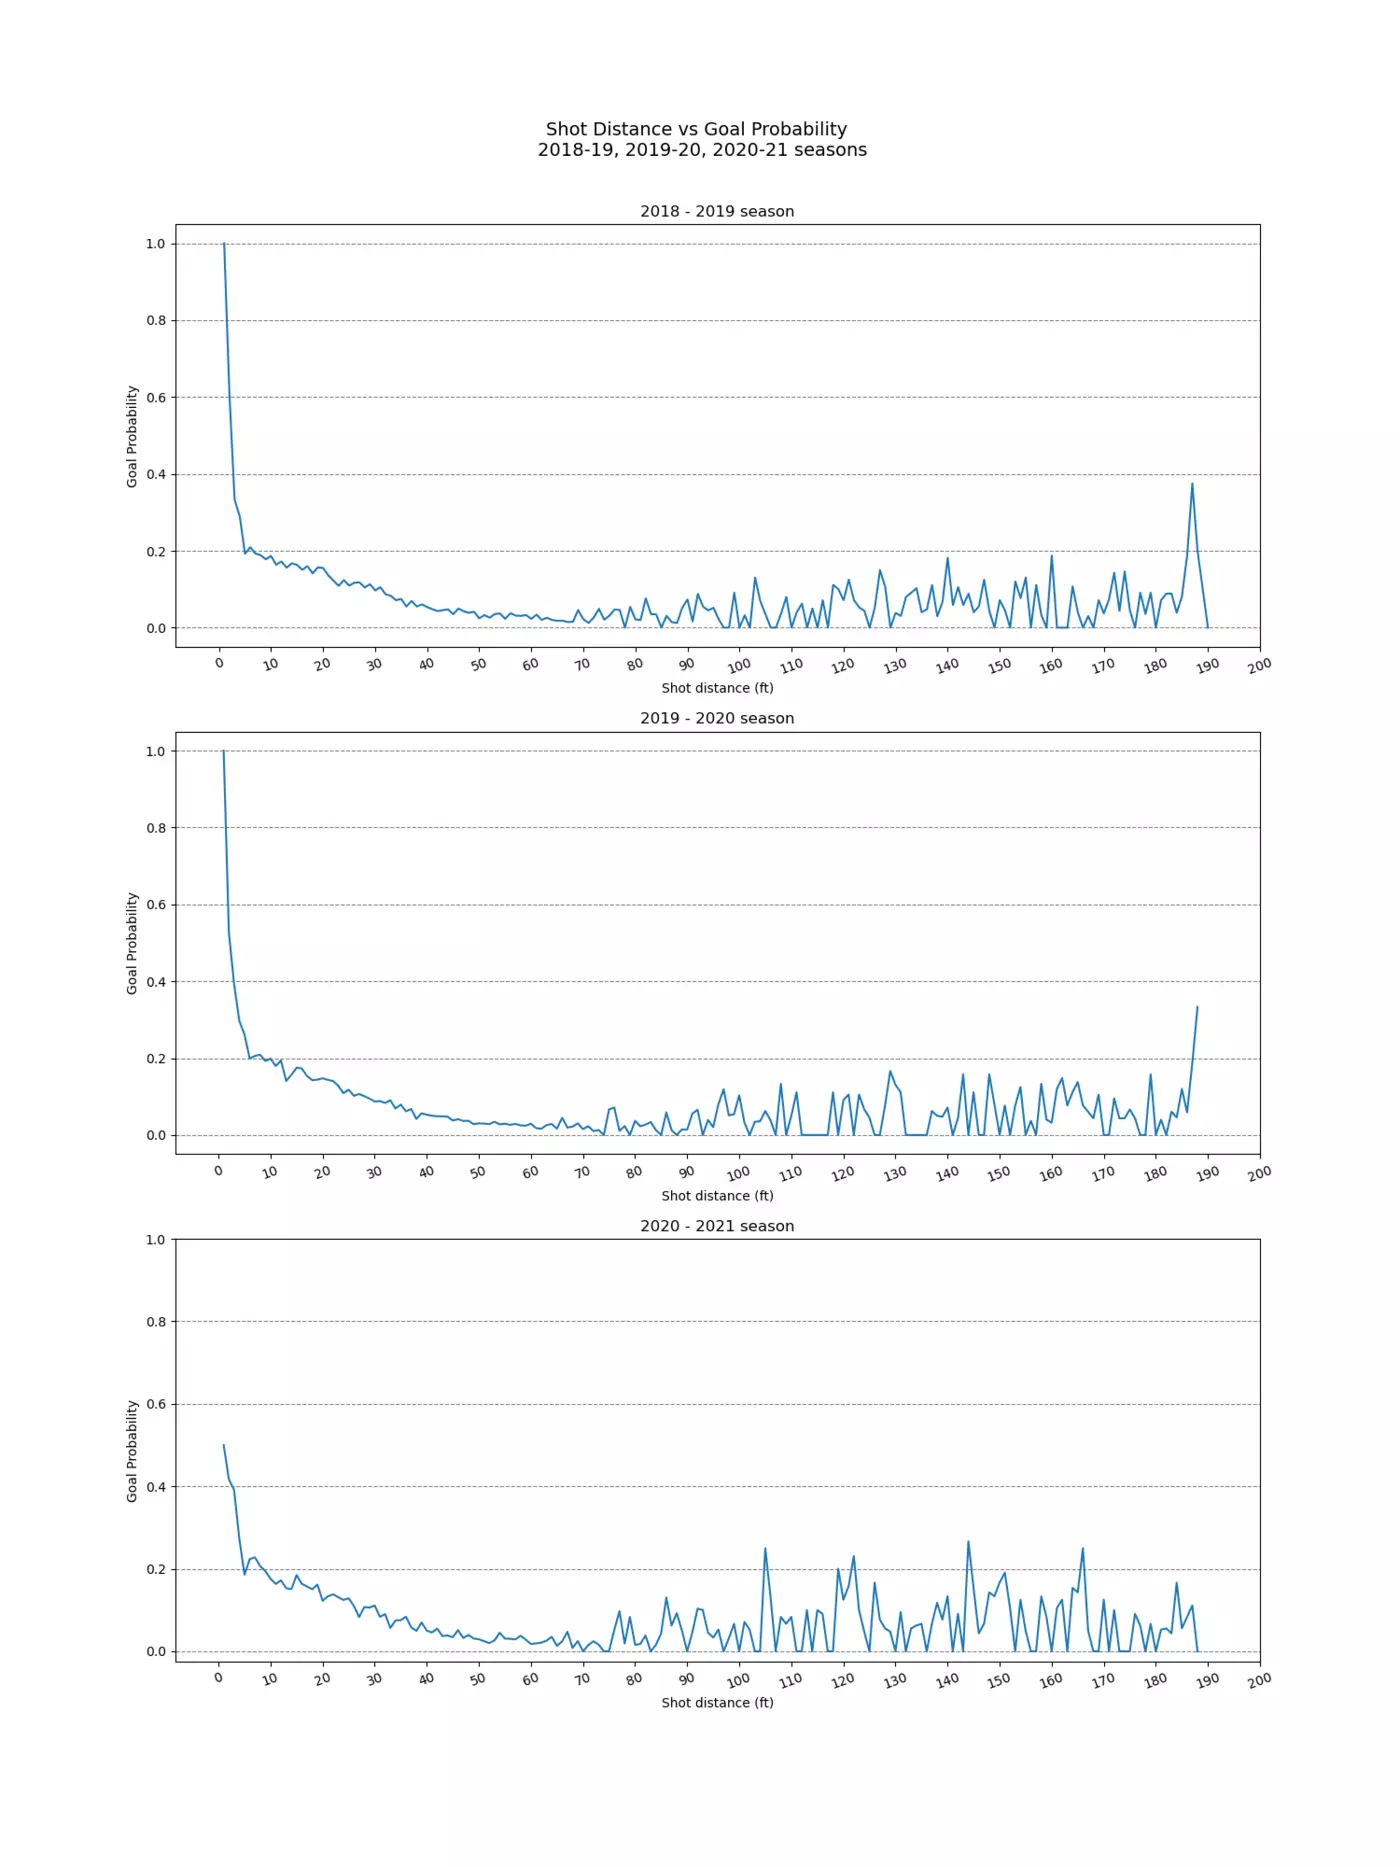 Shot Distance vs Goal Probability
2018-19, 2019-20, 2020-21 seasons
2018 - 2019 season
Goal Probability
1.0
0.8
0.6
0.4
0.2
0.0
0 10 20 30 40 50 60 70 80 90 100 110 120 130 140 150 160 170 180 190 200
Shot distance (ft)
2019 - 2020 season
Goal Probability
1.0
0.8
0.6
0.4
0.2
0.0
0 10 20 30 40 50 60 70 80 90 100 110 120 130 140 150 160 170 180 190 200
Shot distance (ft)
2020 - 2021 season
Goal Probability
1.0
0.8
0.6
0.4
0.2
0.0
0 10 20 30 40 50 60 70 80 90 100 110 120 130 140 150 160 170 180 190 200
Shot distance (ft)